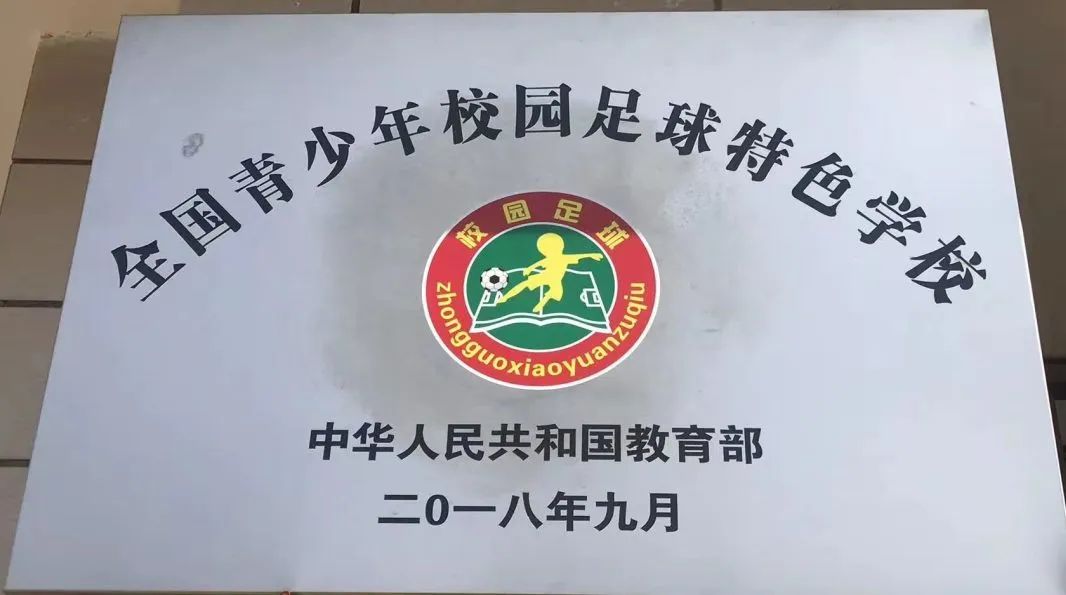 全国青少年校园足球特色学校
校园足球
zhongguoxiaoyuanzuqiu
中华人民共和国教育部
二0一八年九月